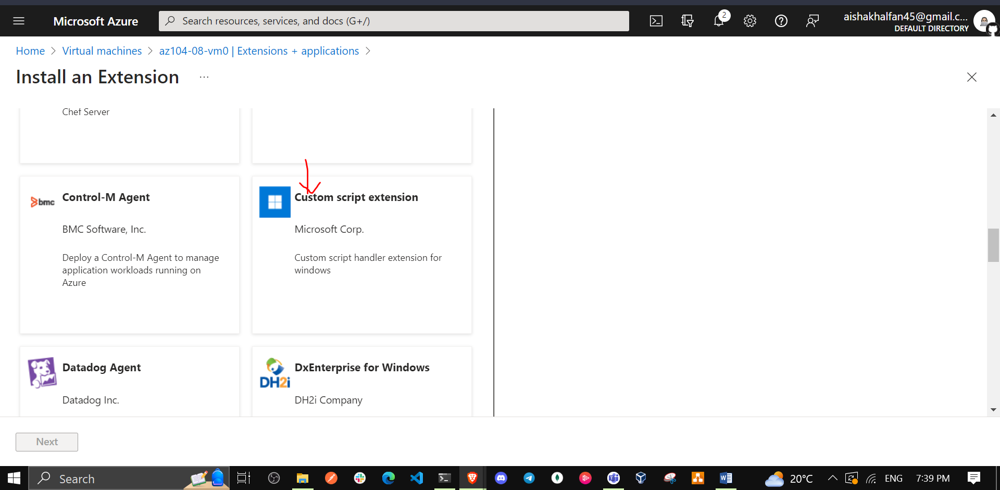 Microsoft Azure
Search resources, services, and docs (G+/)
2
aishakhalfan45@gmail.c...
DEFAULT DIRECTORY
Home > Virtual machines > az104-08-vm0 | Extensions + applications >
Install an Extension ...
Chef Server
bmc
Control-M Agent
BMC Software, Inc.
Deploy a Control-M Agent to manage
application workloads running on
Azure
Custom script extension
Microsoft Corp.
Custom script handler extension for
windows
Datadog Agent
Datadog Inc.
DH2i
DxEnterprise for Windows
DH2i Company
Next
Search
20°C
ENG
7:39 PM